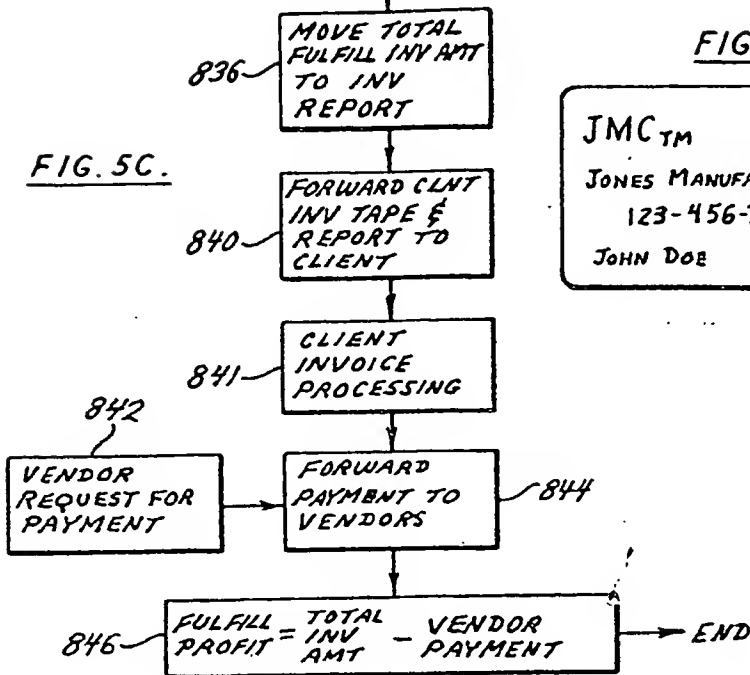 MOVE TOTAL
FULFILL INV AMT
TO INV
REPORT
836
FIG. 5C.
FORWARD CLNT
INV TAPE &
REPORT TO
CLIENT
840
CLIENT
INVOICE
PROCESSING
841
842
VENDOR
REQUEST FOR
PAYMENT
FORWARD
PAYMENT TO
VENDORS
844
FULFILL
PROFIT = TOTAL
INV
AMT - VENDOR
PAYMENT
846
END
FIG
JMC TM
JONES MANUFA
123-456-
JOHN DOE